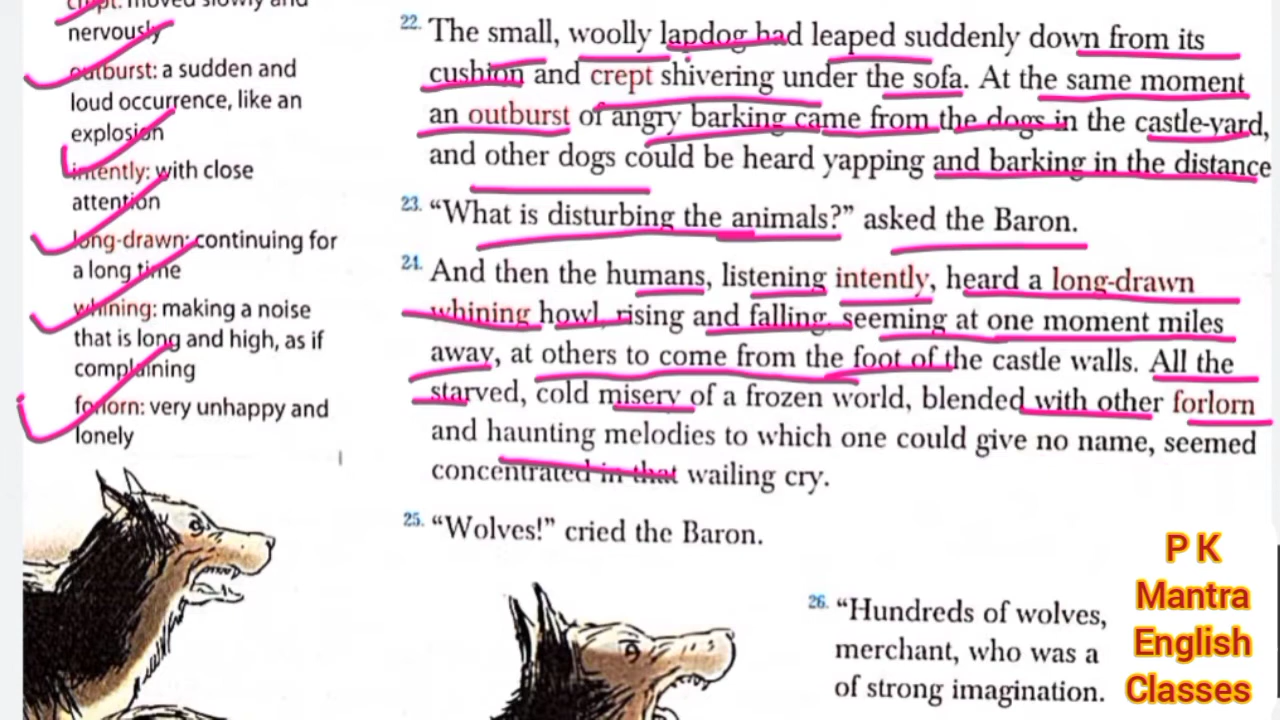 crept: moved slowly and
nervously
outburst: a sudden and
loud occurrence, like an
explosion
intently: with close
attention
long-drawn: continuing for
a long time
whining: making a noise
that is long and high, as if
complaining
forlorn: very unhappy and
lonely
22. The small, woolly lapdog had leaped suddenly down from its
cushion and crept shivering under the sofa. At the same moment
an outburst of angry barking came from the dogs in the castle-yard,
and other dogs could be heard yapping and barking in the distance
23. “What is disturbing the animals?” asked the Baron.
24. And then the humans, listening intently, heard a long-drawn
whining howl, rising and falling, seeming at one moment miles
away, at others to come from the foot of the castle walls. All the
starved, cold misery of a frozen world, blended with other forlorn
and haunting melodies to which one could give no name, seemed
concentrated in that wailing cry.
25. “Wolves!” cried the Baron.
26. “Hundreds of wolves,
merchant, who was a
of strong imagination.
P K
Mantra
English
Classes